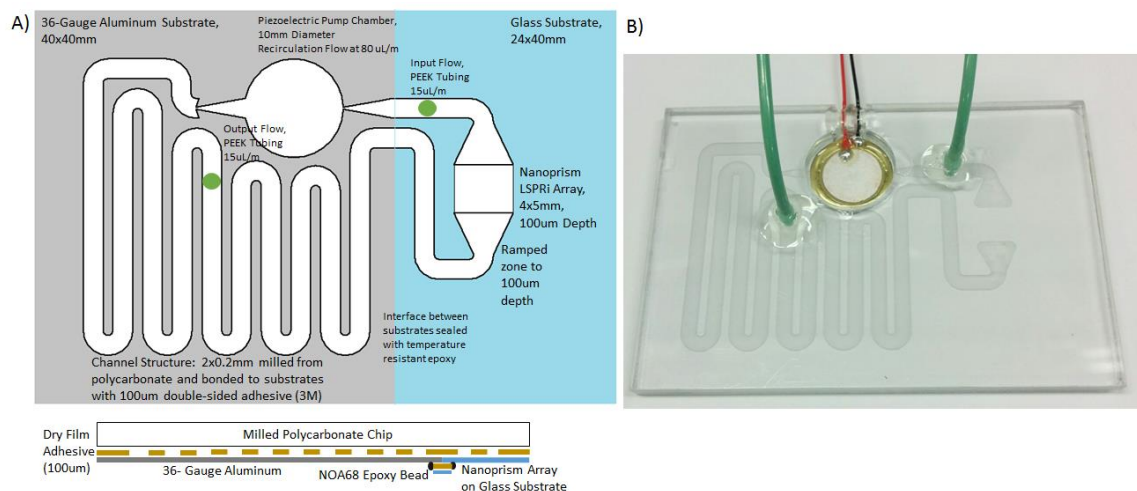 A)
36-Gauge Aluminum Substrate,
40x40mm
Piezoelectric Pump Chamber,
10mm Diameter
Recirculation Flow at 80 uL/m
Glass Substrate,
24x40mm
Input Flow,
PEEK Tubing
15uL/m
Output Flow,
PEEK Tubing
15uL/m
Nanoprism
LSPRi Array,
4x5mm,
100um Depth
Ramped
zone to
100um
depth
Interface between
substrates sealed
with temperature
resistant epoxy
Channel Structure: 2x0.2mm milled from
polycarbonate and bonded to substrates
with 100um double-sided adhesive (3M)
B)
Dry Film
Adhesive
(100um)
Milled Polycarbonate Chip
36- Gauge Aluminum
NOA68 Epoxy Bead
Nanoprism Array
on Glass Substrate